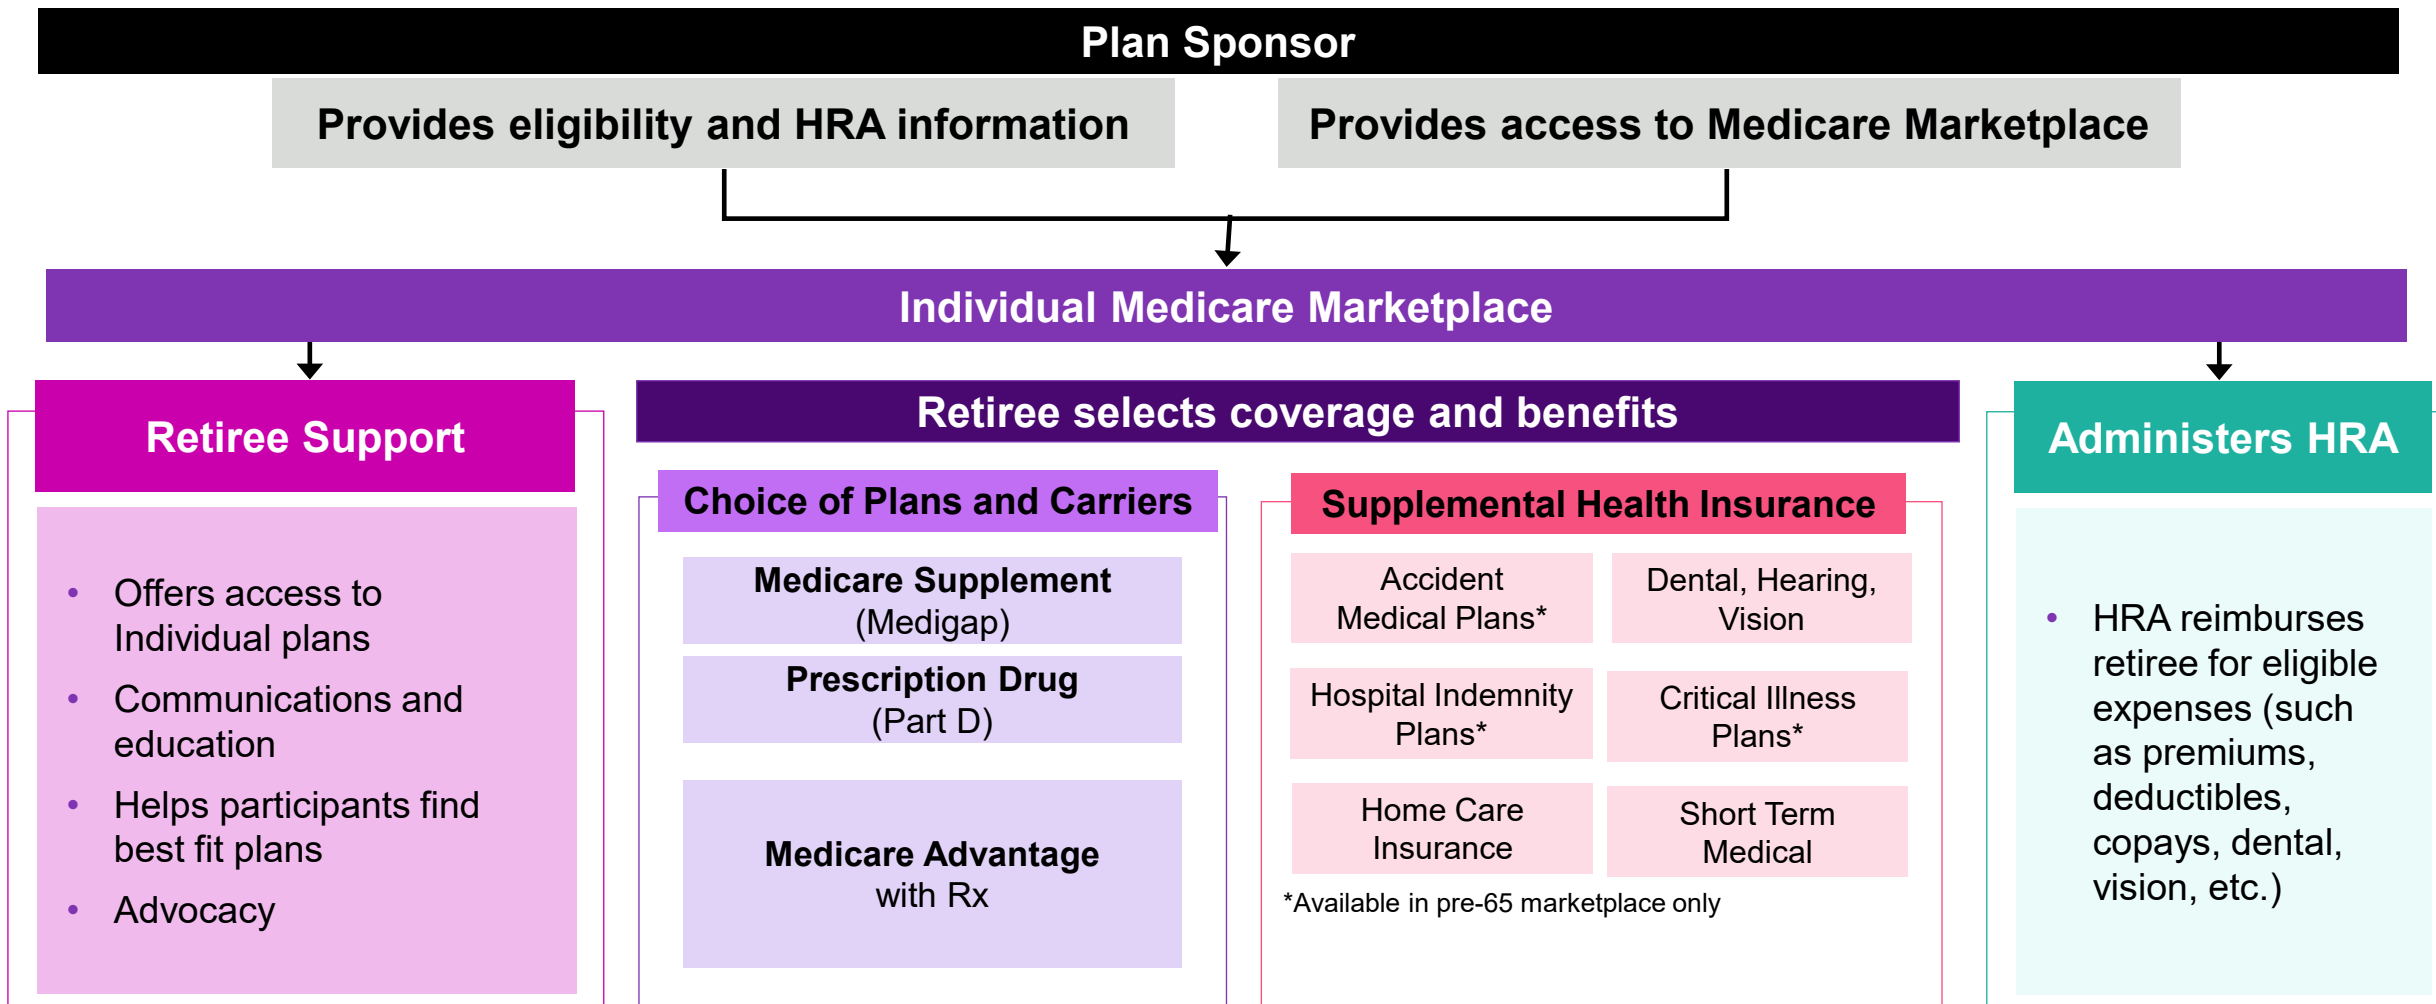 Plan Sponsor
Provides eligibility and HRA information
Provides access to Medicare Marketplace
Individual Medicare Marketplace
Retiree Support
• Offers access to
Individual plans
• Communications and
education
• Helps participants find
best fit plans
• Advocacy
Retiree selects coverage and benefits
Choice of Plans and Carriers
Medicare Supplement
(Medigap)
Prescription Drug
(Part D)
Medicare Advantage
with Rx
Supplemental Health Insurance
Accident
Medical Plans*
Dental, Hearing,
Vision
Hospital Indemnity
Plans*
Critical Illness
Plans*
Home Care
Insurance
Short Term
Medical
*Available in pre-65 marketplace only
Administers HRA
• HRA reimburses
retiree for eligible
expenses (such
as premiums,
deductibles,
copays, dental,
vision, etc.)